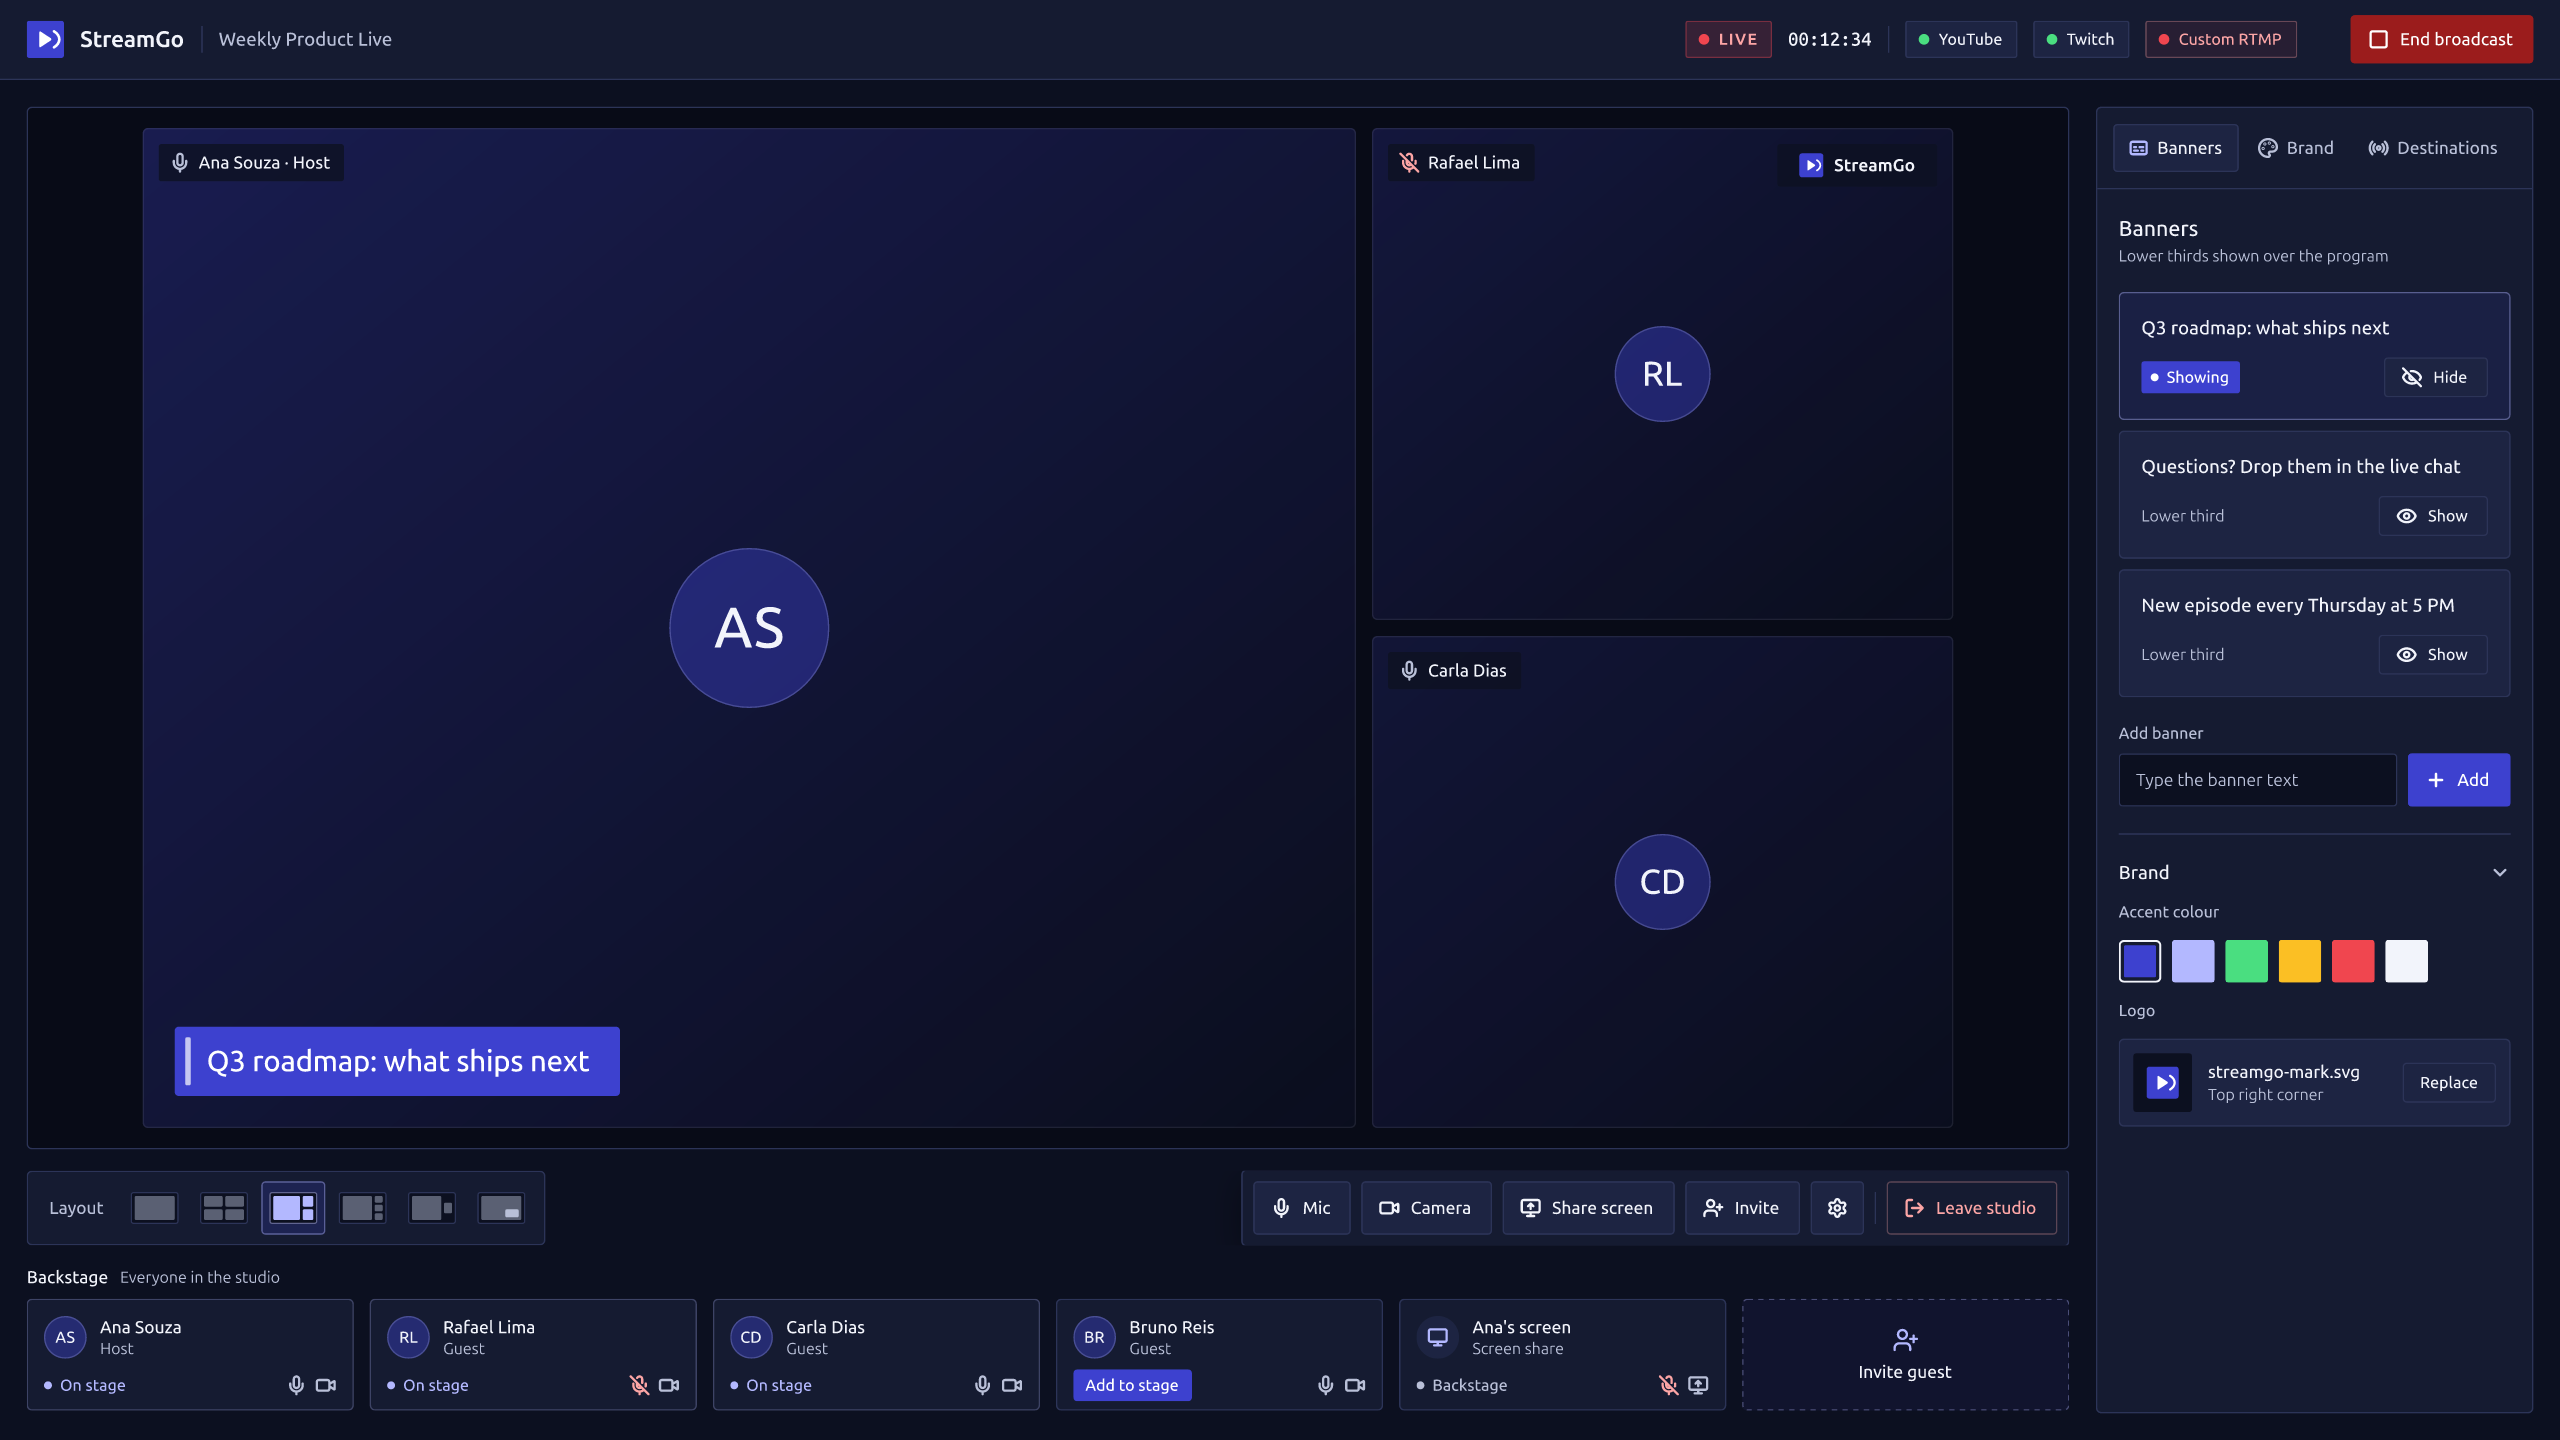 StreamGo
Weekly Product Live
LIVE
00:12:34
YouTube
Twitch
Custom RTMP
End broadcast
Ana Souza · Host
AS
Q3 roadmap: what ships next
Rafael Lima
StreamGo
RL
Carla Dias
CD
Banners
Brand
Destinations
Banners
Lower thirds shown over the program
Q3 roadmap: what ships next
Showing
Hide
Questions? Drop them in the live chat
Lower third
Show
New episode every Thursday at 5 PM
Lower third
Show
Add banner
Type the banner text
Add
Brand
Accent colour
Logo
streamgo-mark.svg
Top right corner
Replace
Layout
Mic
Camera
Share screen
Invite
Leave studio
Backstage
Everyone in the studio
AS
Ana Souza
Host
On stage
RL
Rafael Lima
Guest
On stage
CD
Carla Dias
Guest
On stage
BR
Bruno Reis
Guest
Add to stage
Ana's screen
Screen share
Backstage
Invite guest